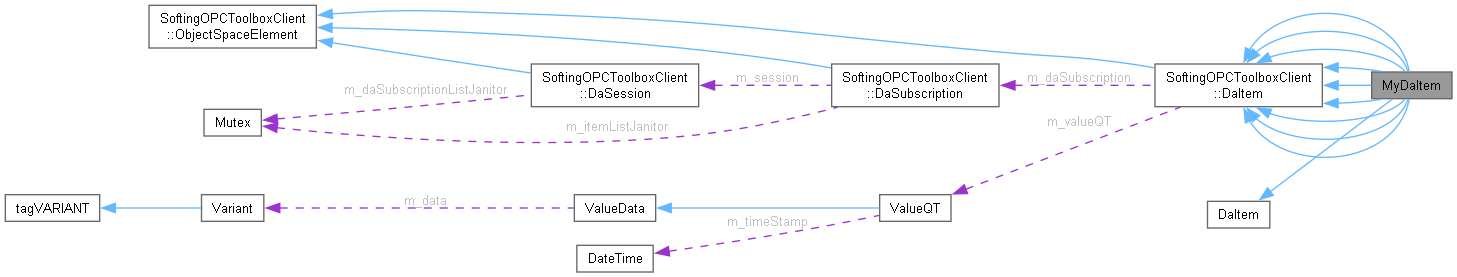 SoftingOPCToolboxClient
::ObjectSpaceElement
SoftingOPCToolboxClient
::DaSession
m_session
SoftingOPCToolboxClient
::DaSubscription
m_daSubscription
SoftingOPCToolboxClient
::DaItem
MyDaItem
m_daSubscriptionListJanitor
Mutex
m_itemListJanitor
m_valueQT
tagVARIANT
Variant
m_data
ValueData
ValueQT
DaItem
m_timeStamp
DateTime